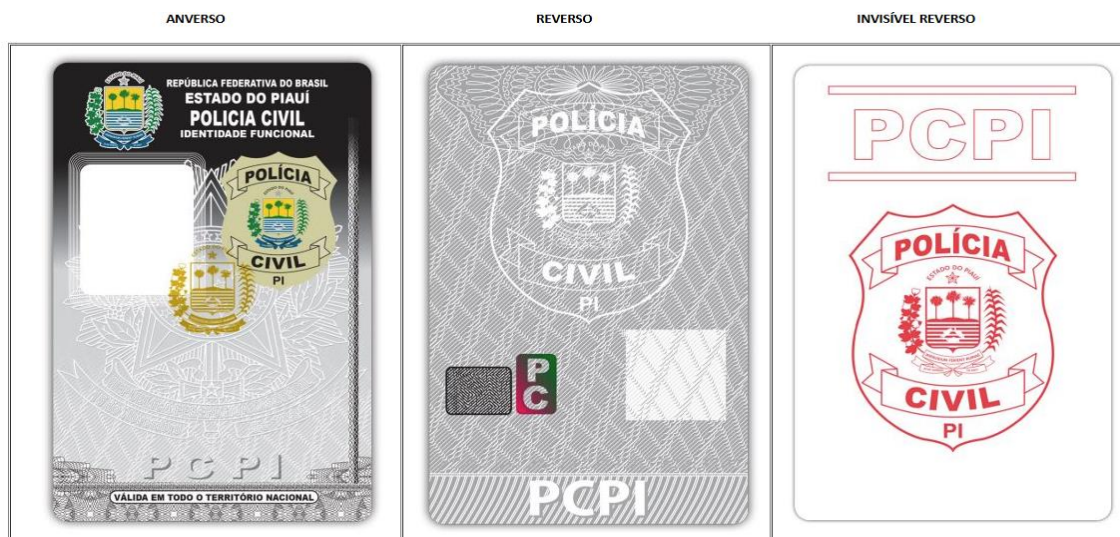 ANVERSO
REVERSO
INVISÍVEL REVERSO
REPÚBLICA FEDERATIVA DO BRASIL
ESTADO DO PIAUÍ
POLICIA CIVIL
IDENTIDADE FUNCIONAL
POLÍCIA
CIVIL
PI
PCPI
VÁLIDA EM TODO O TERRITÓRIO NACIONAL
POLÍCIA
CIVIL
PI
P
C
PCPI
PCPI
POLÍCIA
ESTADO DO PIAUÍ
CIVIL
PI